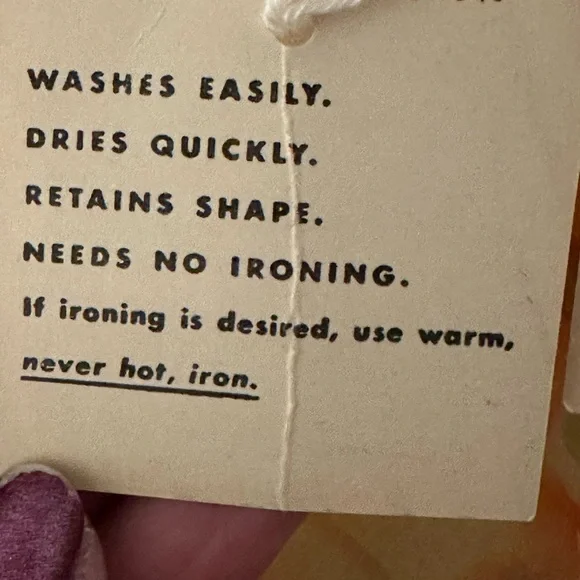 WASHES EASILY.
DRIES QUICKLY.
RETAINS SHAPE.
NEEDS NO IRONING.
If ironing is desired, use warm,
never hot, iron.